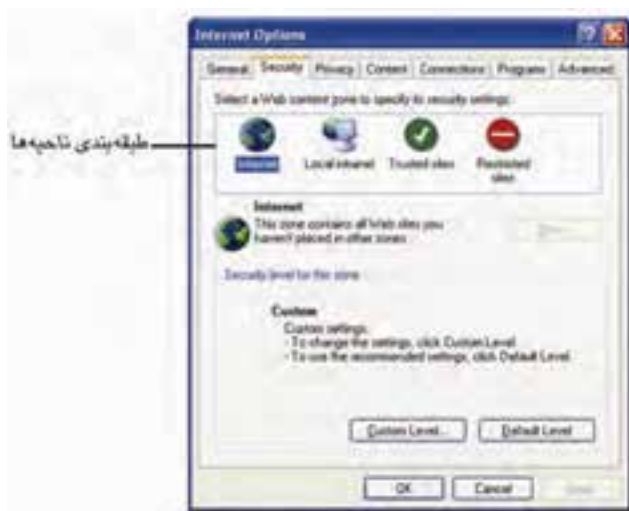 Internet Options
General Security Privacy Content Connections Programs Advanced
Select a Web content zone to specify its security settings.
طبقه‌بندی ناحیه‌ها
Internet Local intranet Trusted sites Restricted sites
Internet
This zone contains all Web sites you
haven't placed in other zones
Security level for this zone
Custom
Custom settings.
- To change the settings, click Custom Level.
- To use the recommended settings, click Default Level.
Custom Level... Default Level
OK Cancel